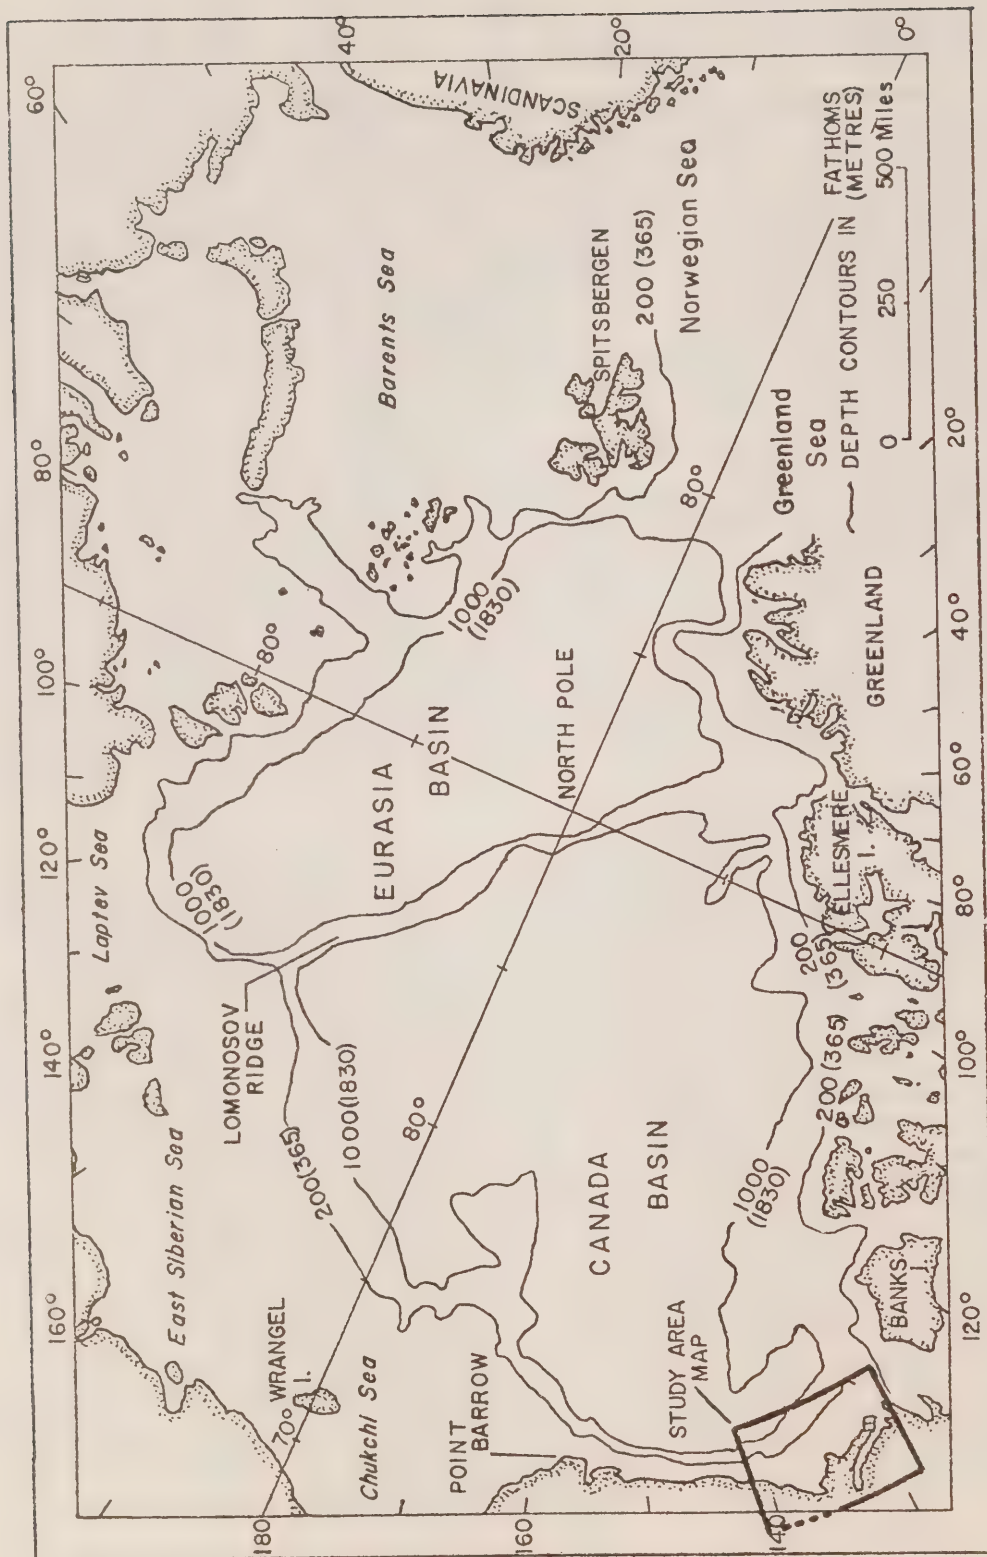 60°
80°
100°
120°
140°
160°
40°
20°
0°
SCANDINAVIA
Barents Sea
SPITSBERGEN
200 (365)
Norwegian Sea
FATHOMS
(METRES)
DEPTH CONTOURS IN
500 Miles
250
0
80°
Greenland
Sea
GREENLAND
1000
(1830)
80°
EURASIA
BASIN
NORTH POLE
Laptev Sea
1000
(1830)
LOMONOSOV
RIDGE
East Siberian Sea
200(365)
1000(1830)
80°
WRANGEL
I.
70°
Chukchi Sea
180
POINT
BARROW
160
CANADA
BASIN
STUDY AREA
MAP
140
1000
(1830)
200
(365)
ELLESMERE
I.
200(365)
BANKS
I.
20°
40°
60°
80°
100°
120°